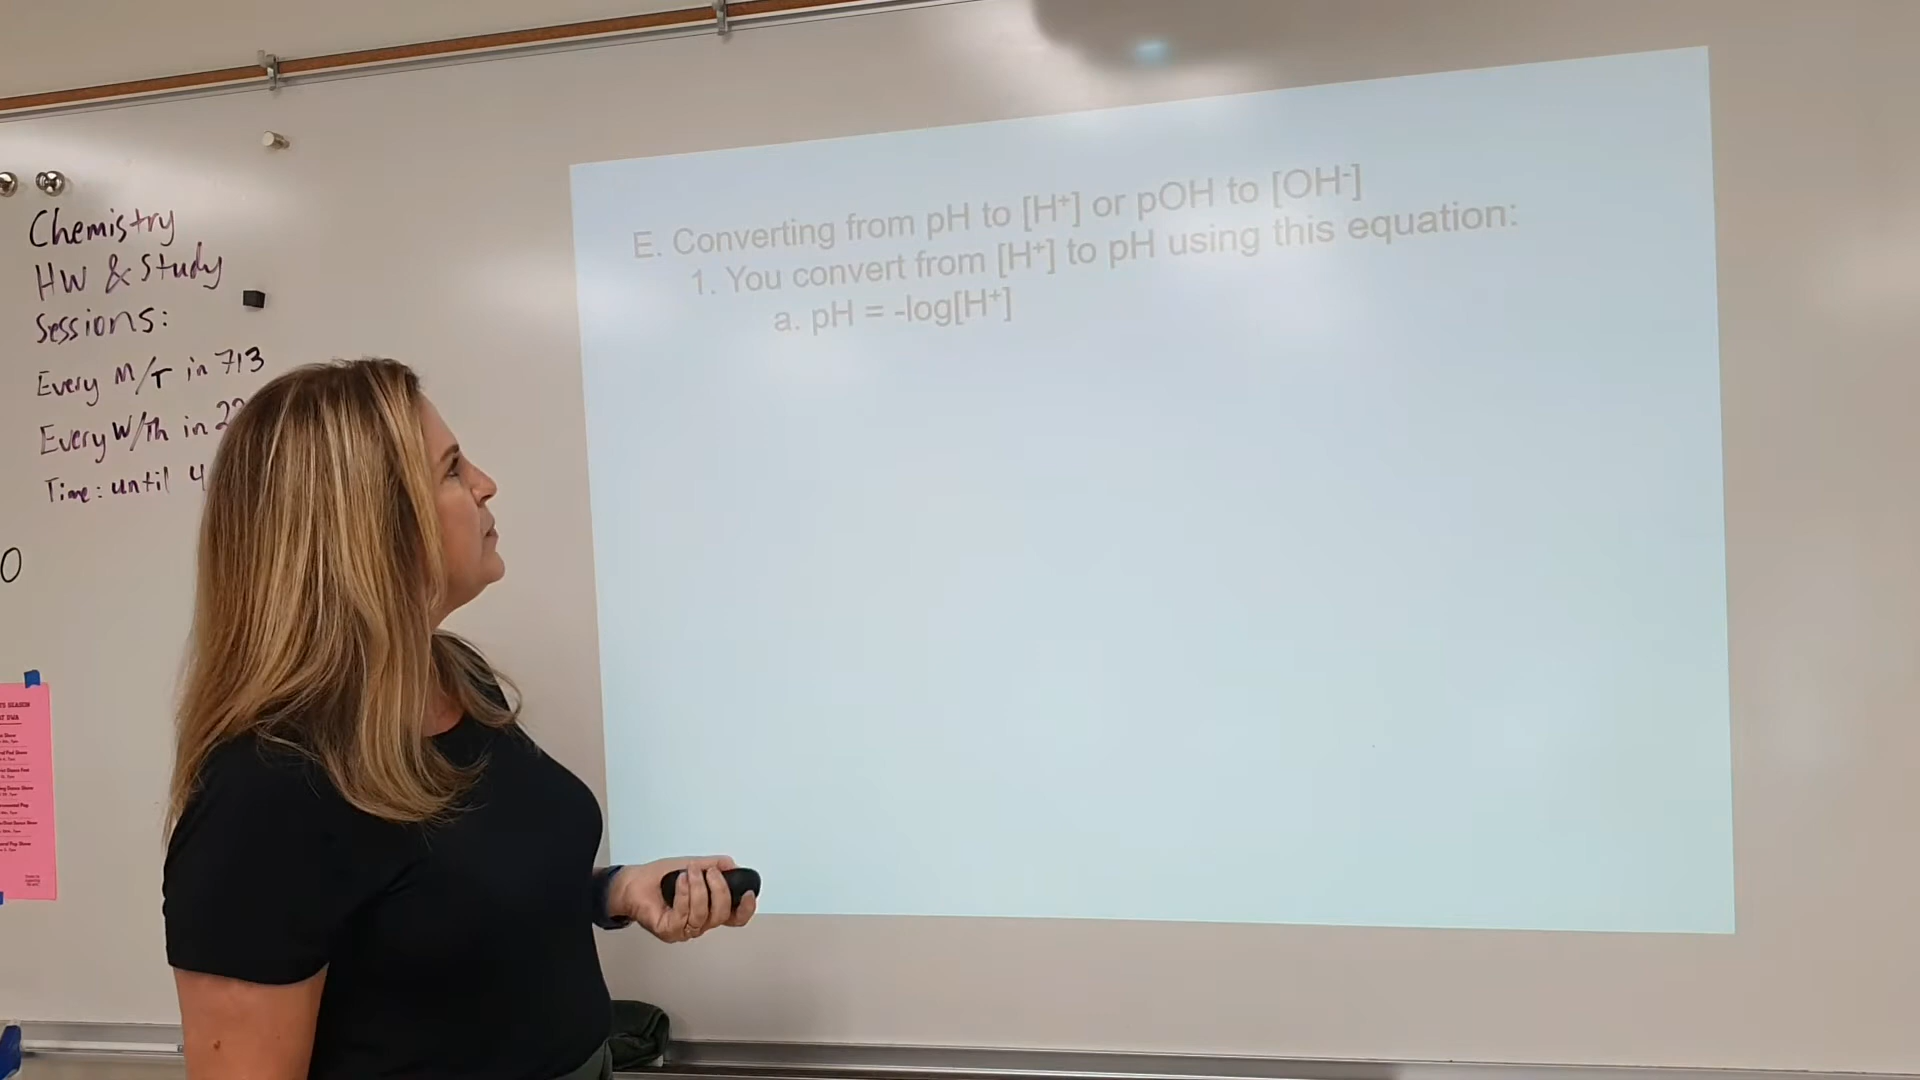 Chemistry
HW & Study
Sessions:
Every M/T in 713
Every W/Th in
Time: until 4
E. Converting from pH to [H⁺] or pOH to [OH⁻]
1. You convert from [H⁺] to pH using this equation:
a. pH = -log[H⁺]